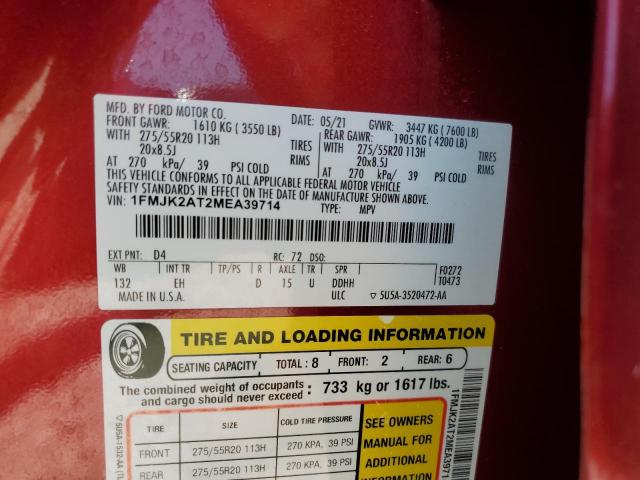 MFD. BY FORD MOTOR CO.
05/21 GVWR: 3447 KG ( 7600 LB)
FRONT GAWR: 1610 KG ( 3550 LB) REAR GAWR: 1905 KG ( 4200 LB)
WITH 275/55R20 113H TIRES WITH 275/55R20 113H TIRES
20x8.5J RIMS 20x8.5J RIMS
AT 270 kPa/ 39 PSI COLD AT 270 kPa/ 39 PSI COLD
THIS VEHICLE CONFORMS TO ALL APPLICABLE FEDERAL MOTOR VEHICLE
SAFETY STANDARDS IN EFFECT ON THE DATE OF MANUFACTURE SHOWN ABOVE.
VIN: 1FMJK2AT2MEA39714 TYPE: MPV
EXT PNT: D4 RC: 72 DSO:
WB INT TR TP/PS R AXLE TR SPR F0272
132 EH D 15 U DDHH T0473
MADE IN U.S.A. ULC 5U5A-3520472-AA
TIRE AND LOADING INFORMATION
SEATING CAPACITY TOTAL: 8 FRONT: 2 REAR: 6
The combined weight of occupants and cargo should never exceed: 733 kg or 1617 lbs.
TIRE SIZE COLD TIRE PRESSURE
FRONT 275/55R20 113H 270 KPA, 39 PSI
REAR 275/55R20 113H 270 KPA, 39 PSI
SEE OWNERS
MANUAL FOR
ADDITIONAL
INFORMATION
1FMJK2AT2MEA3971
5U5A-1532-AA